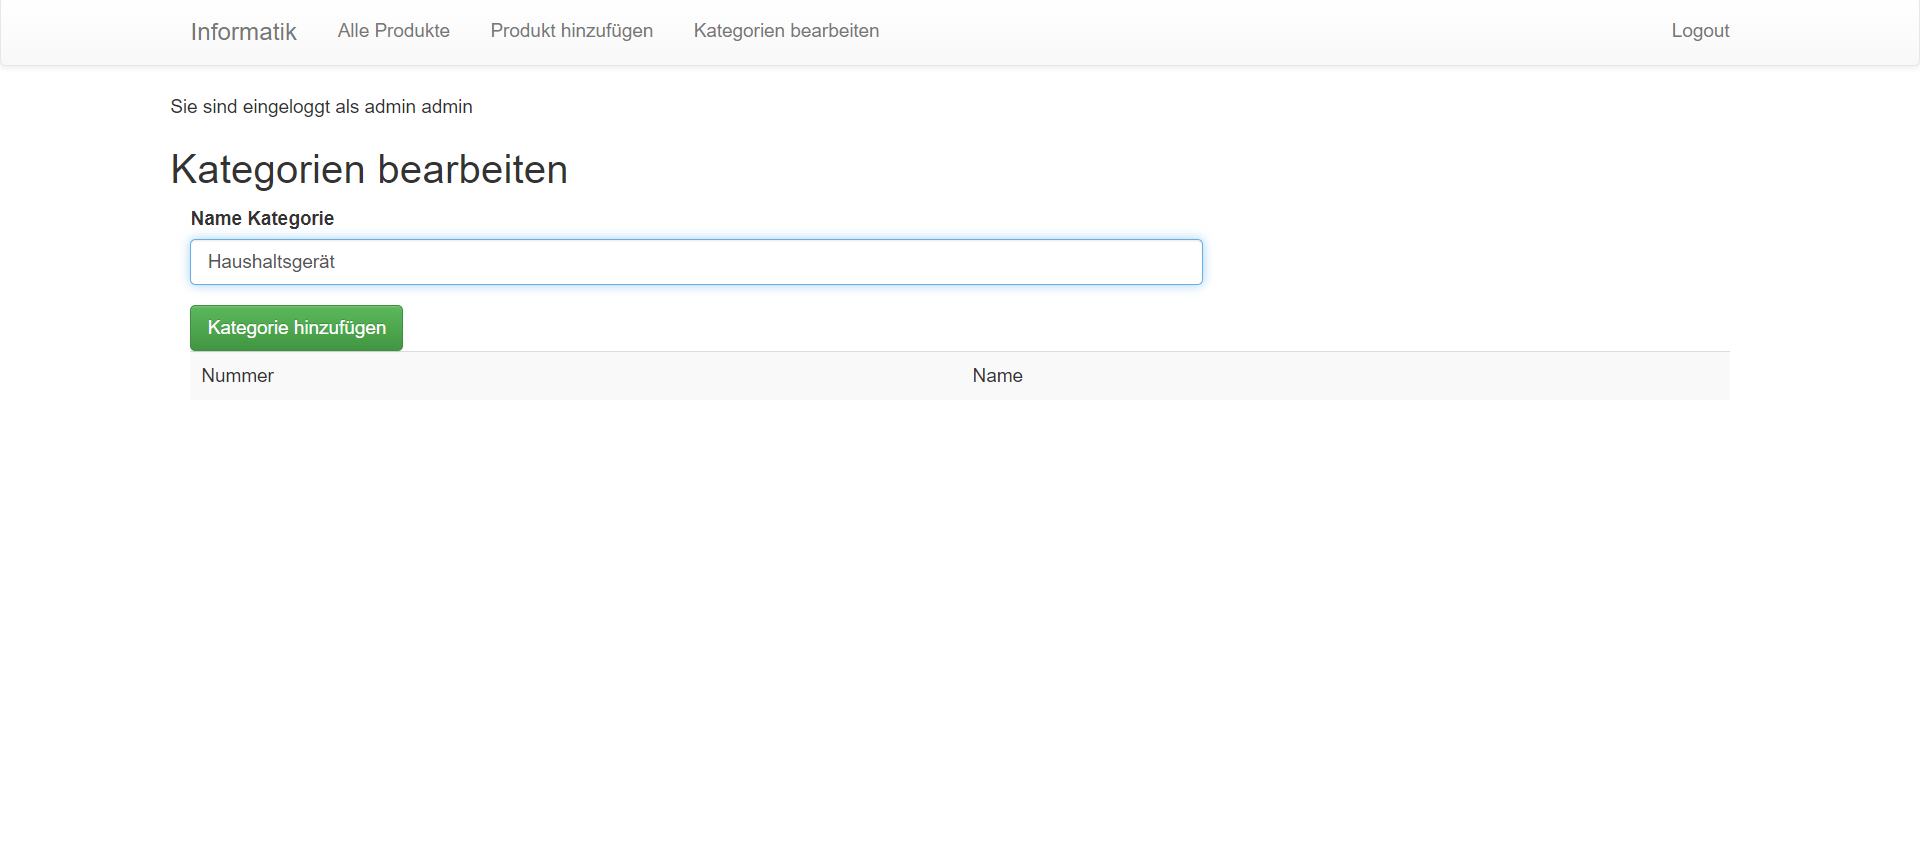 Informatik Alle Produkte Produkt hinzufügen Kategorien bearbeiten Logout
Sie sind eingeloggt als admin admin
Kategorien bearbeiten
Name Kategorie
Haushaltsgerät
Kategorie hinzufügen
Nummer Name